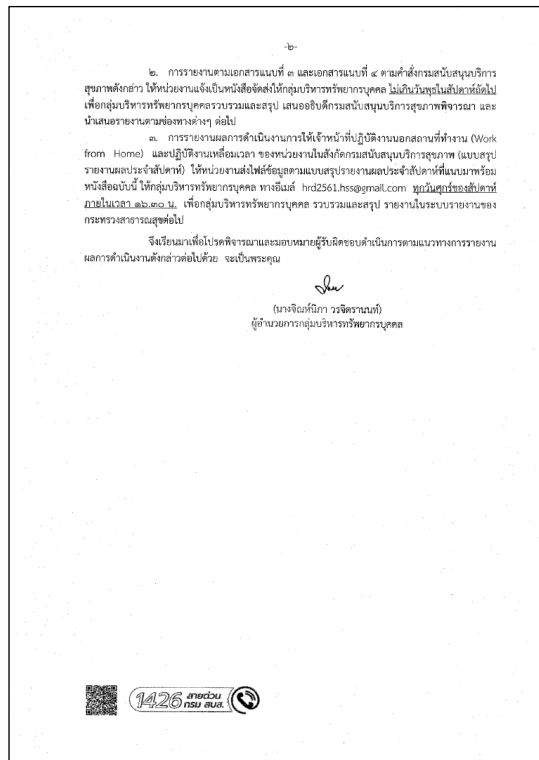 -๒-
๒. การรายงานตามเอกสารแนบที่ ๓ และเอกสารแนบที่ ๔ ตามคำสั่งกรมสนับสนุนบริการ
สุขภาพดังกล่าว ให้หน่วยงานแจ้งเป็นหนังสือจัดส่งให้กลุ่มบริหารทรัพยากรบุคคล ไม่เกินวันพุธในสัปดาห์ถัดไป
เพื่อกลุ่มบริหารทรัพยากรบุคคลรวบรวมและสรุป เสนออธิบดีกรมสนับสนุนบริการสุขภาพพิจารณา และ
นำเสนอรายงานตามช่องทางต่างๆ ต่อไป
๓. การรายงานผลการดำเนินงานการให้เจ้าหน้าที่ปฏิบัติงานนอกสถานที่ทำงาน (Work
from Home) และปฏิบัติงานเหลื่อมเวลา ของหน่วยงานในสังกัดกรมสนับสนุนบริการสุขภาพ (แบบสรุป
รายงานผลประจำสัปดาห์) ให้หน่วยงานส่งไฟล์ข้อมูลตามแบบสรุปรายงานผลประจำสัปดาห์ที่แนบมาพร้อม
หนังสือฉบับนี้ ให้กลุ่มบริหารทรัพยากรบุคคล ทางอีเมล์ hrd2561.hss@gmail.com ทุกวันศุกร์ของสัปดาห์
ภายในเวลา ๑๖.๓๐ น. เพื่อกลุ่มบริหารทรัพยากรบุคคล รวบรวมและสรุป รายงานในระบบรายงานของ
กระทรวงสาธารณสุขต่อไป
จึงเรียนมาเพื่อโปรดพิจารณาและมอบหมายผู้รับผิดชอบดำเนินการตามแนวทางการรายงาน
ผลการดำเนินงานดังกล่าวต่อไปด้วย จะเป็นพระคุณ
(นางจิณห์นิภา วรจิตรานนท์)
ผู้อำนวยการกลุ่มบริหารทรัพยากรบุคคล
1426 สายด่วน
กรม สบส.